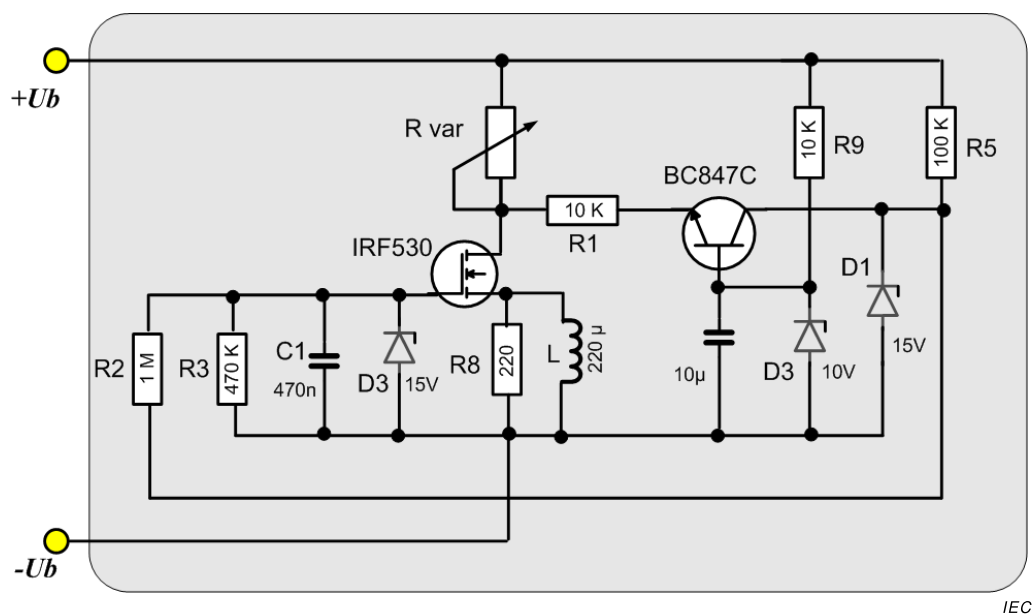 +Ub
R var
10 K
R9
100 K
R5
BC847C
10 K
R1
IRF530
D1
R2
1 M
R3
470 K
C1
470n
D3
15V
R8
220
L
220 µ
10µ
D3
10V
15V
-Ub
IEC